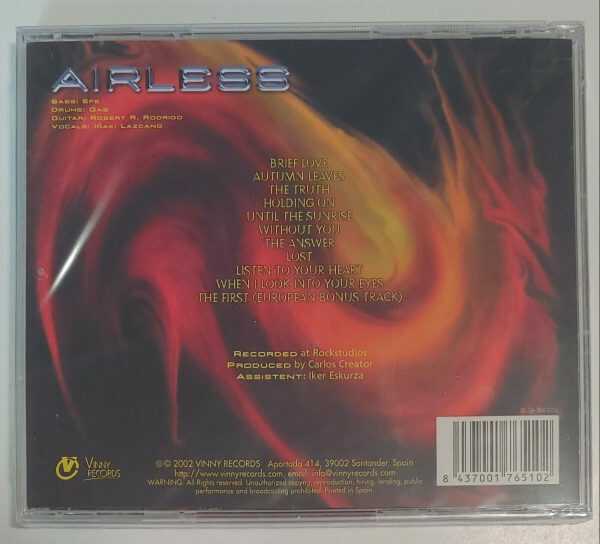 AIRLESS
BASS: EFE
DRUMS: GAS
GUITAR: ROBERT R. RODRIGO
VOCALS: IÑAKI LAZCANO
BRIEF LOVE
AUTUMN LEAVES
THE TRUTH
HOLDING ON
UNTIL THE SUNRISE
WITHOUT YOU
THE ANSWER
LOST
LISTEN TO YOUR HEART
WHEN I LOOK INTO YOUR EYES
THE FIRST (EUROPEAN BONUS TRACK)
RECORDED at Rockstudios
PRODUCED by Carlos Creator
ASSISTENT: Iker Eskurza
VINNY
RECORDS
℗© 2002 VINNY RECORDS Apartado 414, 39002 Santander, Spain
http://www.vinnyrecords.com, email: info@vinnyrecords.com
WARNING: All Rights reserved. Unauthorized copying, reproduction, hiring, lending, public
performance and broadcasting prohibited. Printed in Spain.
8 437001 765102